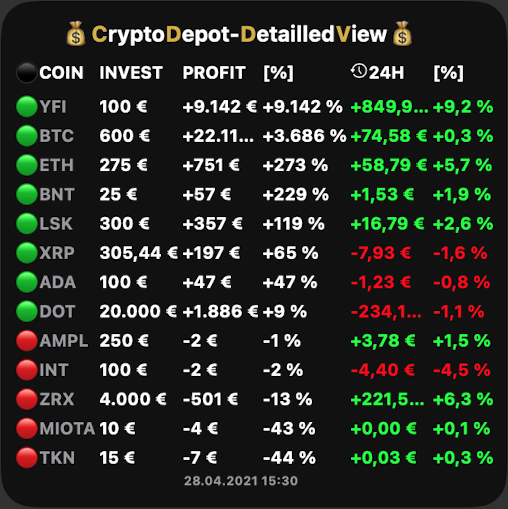 CryptoDepot-DetailledView
COIN INVEST PROFIT [%] 24H [%]
YFI 100 € +9.142 € +9.142 % +849,9... +9,2 %
BTC 600 € +22.11... +3.686 % +74,58 € +0,3 %
ETH 275 € +751 € +273 % +58,79 € +5,7 %
BNT 25 € +57 € +229 % +1,53 € +1,9 %
LSK 300 € +357 € +119 % +16,79 € +2,6 %
XRP 305,44 € +197 € +65 % -7,93 € -1,6 %
ADA 100 € +47 € +47 % -1,23 € -0,8 %
DOT 20.000 € +1.886 € +9 % -234,1... -1,1 %
AMPL 250 € -2 € -1 % +3,78 € +1,5 %
INT 100 € -2 € -2 % -4,40 € -4,5 %
ZRX 4.000 € -501 € -13 % +221,5... +6,3 %
MIOTA 10 € -4 € -43 % +0,00 € +0,1 %
TKN 15 € -7 € -44 % +0,03 € +0,3 %
28.04.2021 15:30